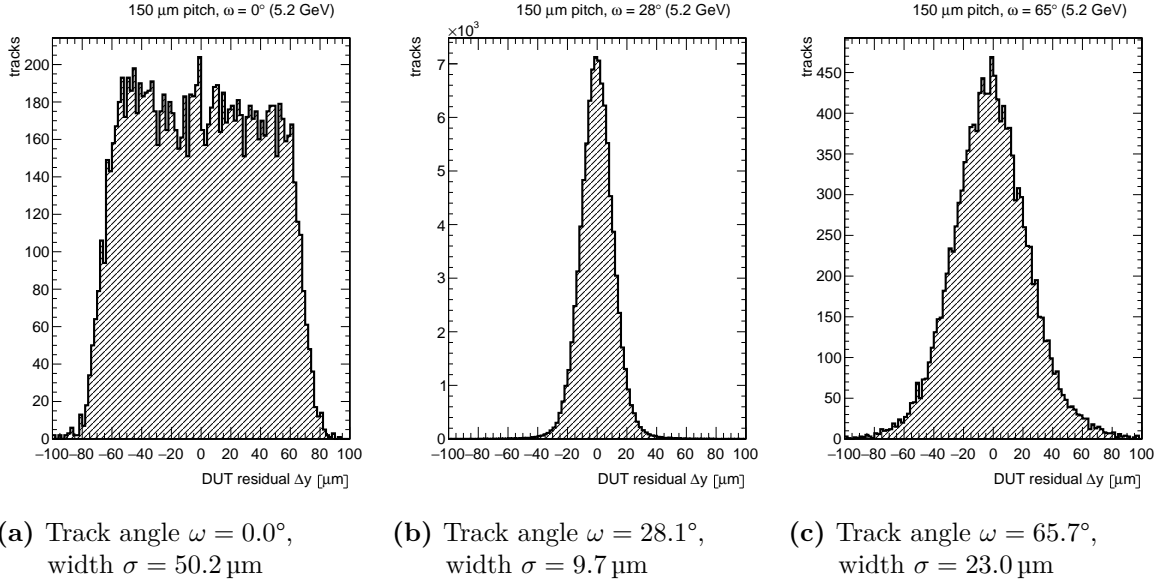 150 μm pitch, ω = 0° (5.2 GeV)
tracks
200
180
160
140
120
100
80
60
40
20
0
−100 −80 −60 −40 −20 0 20 40 60 80 100
DUT residual Δy [μm]
150 μm pitch, ω = 28° (5.2 GeV)
×10³
tracks
7
6
5
4
3
2
1
0
−100 −80 −60 −40 −20 0 20 40 60 80 100
DUT residual Δy [μm]
150 μm pitch, ω = 65° (5.2 GeV)
tracks
450
400
350
300
250
200
150
100
50
0
−100 −80 −60 −40 −20 0 20 40 60 80 100
DUT residual Δy [μm]
(a) Track angle ω = 0.0°,
width σ = 50.2 μm
(b) Track angle ω = 28.1°,
width σ = 9.7 μm
(c) Track angle ω = 65.7°,
width σ = 23.0 μm